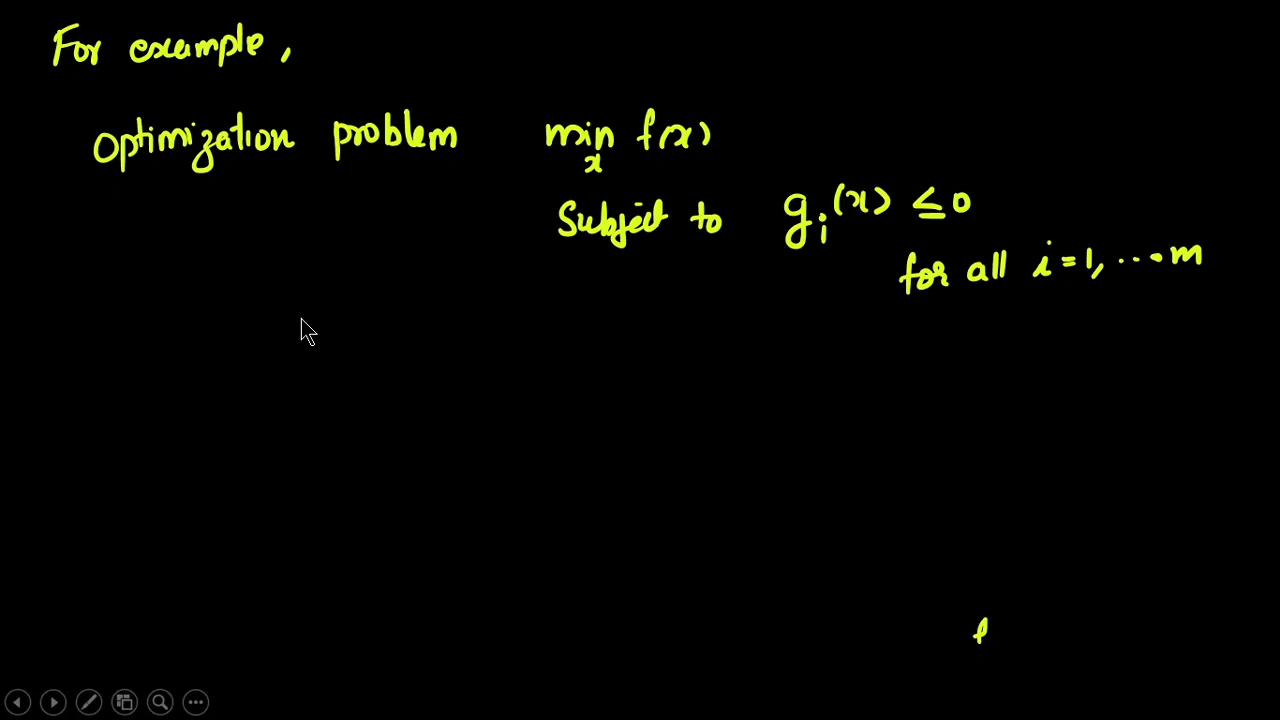 For example,
Optimization problem min f(x)
x
Subject to gi(x) ≤ 0
for all i = 1, ....m